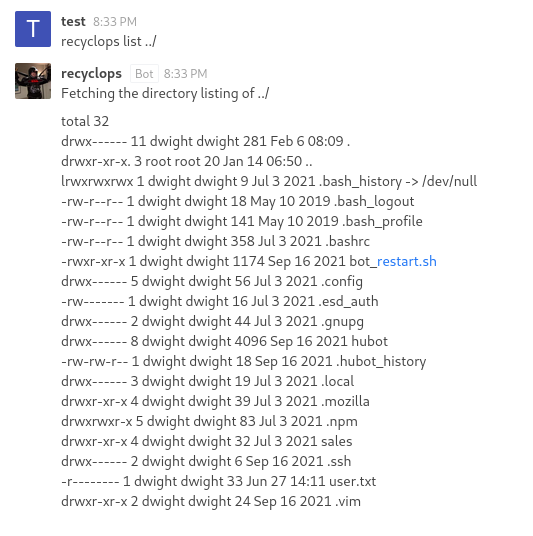 T
test 8:33 PM
recyclops list ../
recyclops Bot 8:33 PM
Fetching the directory listing of ../
total 32
drwx------ 11 dwight dwight 281 Feb 6 08:09 .
drwxr-xr-x. 3 root root 20 Jan 14 06:50 ..
lrwxrwxrwx 1 dwight dwight 9 Jul 3 2021 .bash_history -> /dev/null
-rw-r--r-- 1 dwight dwight 18 May 10 2019 .bash_logout
-rw-r--r-- 1 dwight dwight 141 May 10 2019 .bash_profile
-rw-r--r-- 1 dwight dwight 358 Jul 3 2021 .bashrc
-rwxr-xr-x 1 dwight dwight 1174 Sep 16 2021 bot_restart.sh
drwx------ 5 dwight dwight 56 Jul 3 2021 .config
-rw------- 1 dwight dwight 16 Jul 3 2021 .esd_auth
drwx------ 2 dwight dwight 44 Jul 3 2021 .gnupg
drwx------ 8 dwight dwight 4096 Sep 16 2021 hubot
-rw-rw-r-- 1 dwight dwight 18 Sep 16 2021 .hubot_history
drwx------ 3 dwight dwight 19 Jul 3 2021 .local
drwxr-xr-x 4 dwight dwight 39 Jul 3 2021 .mozilla
drwxrwxr-x 5 dwight dwight 83 Jul 3 2021 .npm
drwxr-xr-x 4 dwight dwight 32 Jul 3 2021 sales
drwx------ 2 dwight dwight 6 Sep 16 2021 .ssh
-r-------- 1 dwight dwight 33 Jun 27 14:11 user.txt
drwxr-xr-x 2 dwight dwight 24 Sep 16 2021 .vim